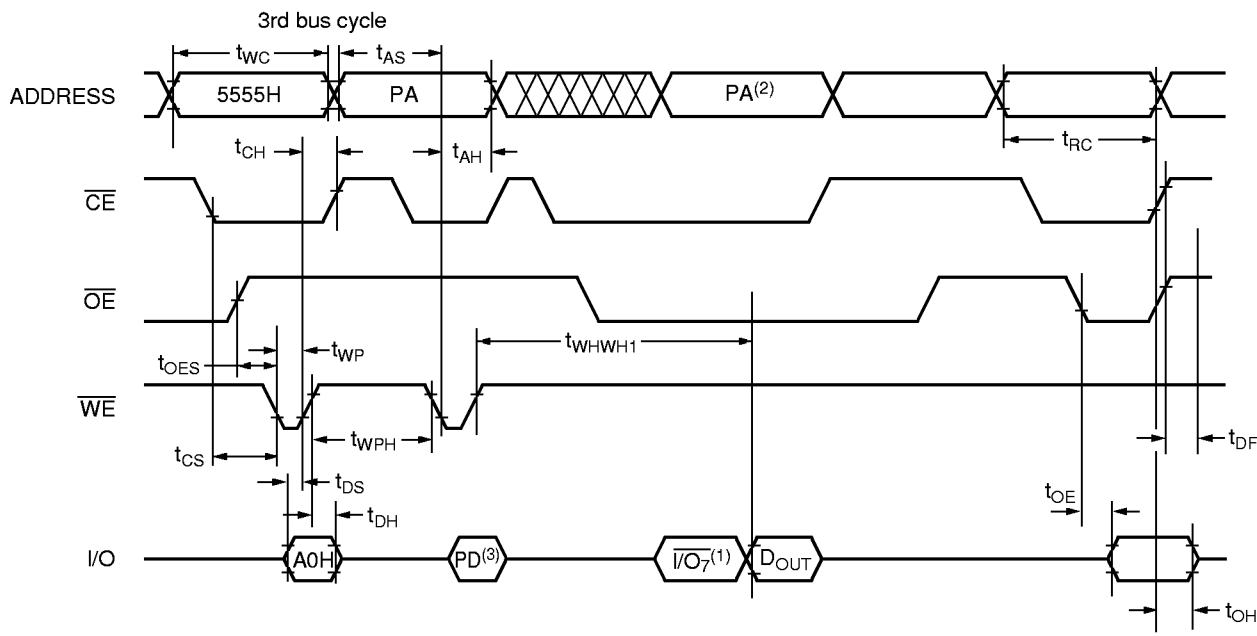 3rd bus cycle
tWC tAS
ADDRESS 5555H PA PA(2)
tCH tAH tRC
CE
OE
tWP tWHWH1
tOES
WE
tWPH tDF
tCS
tDS tOE
tDH
I/O A0H PD(3) I/O7(1) DOUT
tOH